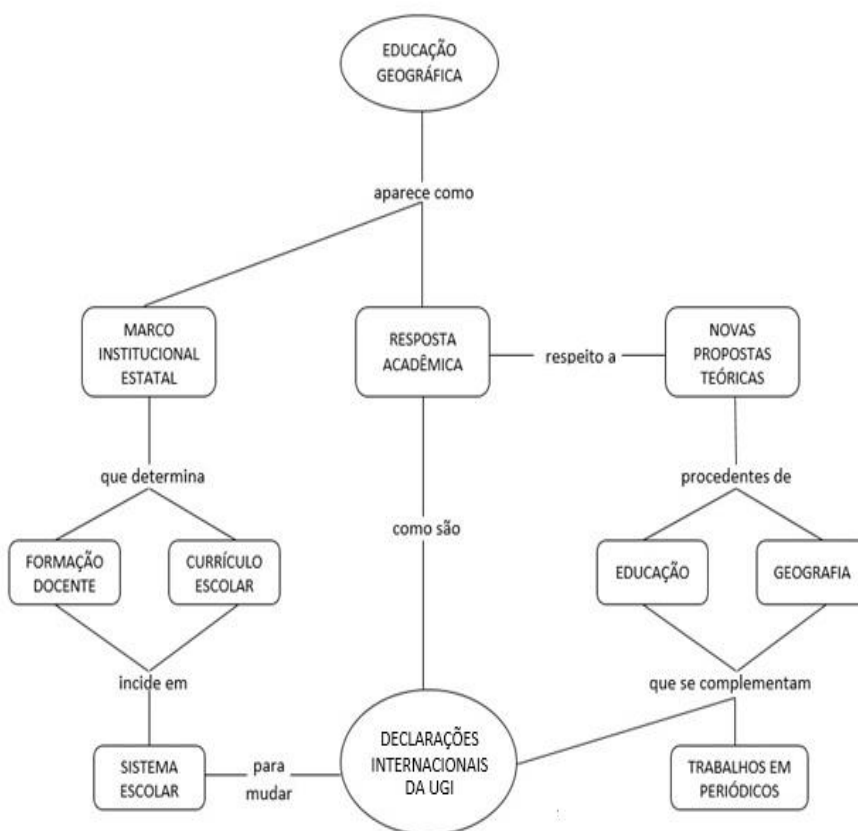 EDUCAÇÃO
GEOGRÁFICA
aparece como
MARCO
INSTITUCIONAL
ESTATAL
RESPOSTA
ACADÊMICA
respeito a
NOVAS
PROPOSTAS
TEÓRICAS
que determina
procedentes de
como são
FORMAÇÃO
DOCENTE
CURRÍCULO
ESCOLAR
EDUCAÇÃO
GEOGRAFIA
incide em
que se complementam
SISTEMA
ESCOLAR
para
mudar
DECLARAÇÕES
INTERNACIONAIS
DA UGI
TRABALHOS EM
PERIÓDICOS